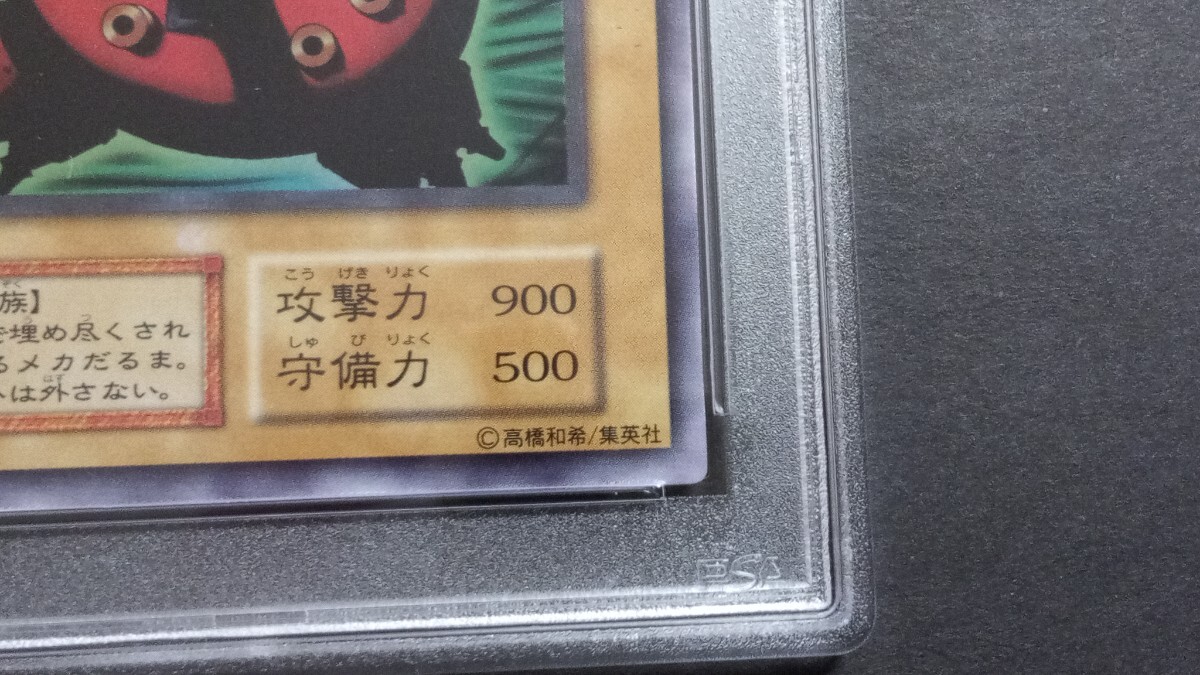 族】
で埋め尽くされ
るメカだるま。
は外さない。
こう げき りょく
攻撃力 900
しゅ び りょく
守備力 500
©高橋和希/集英社
PSA